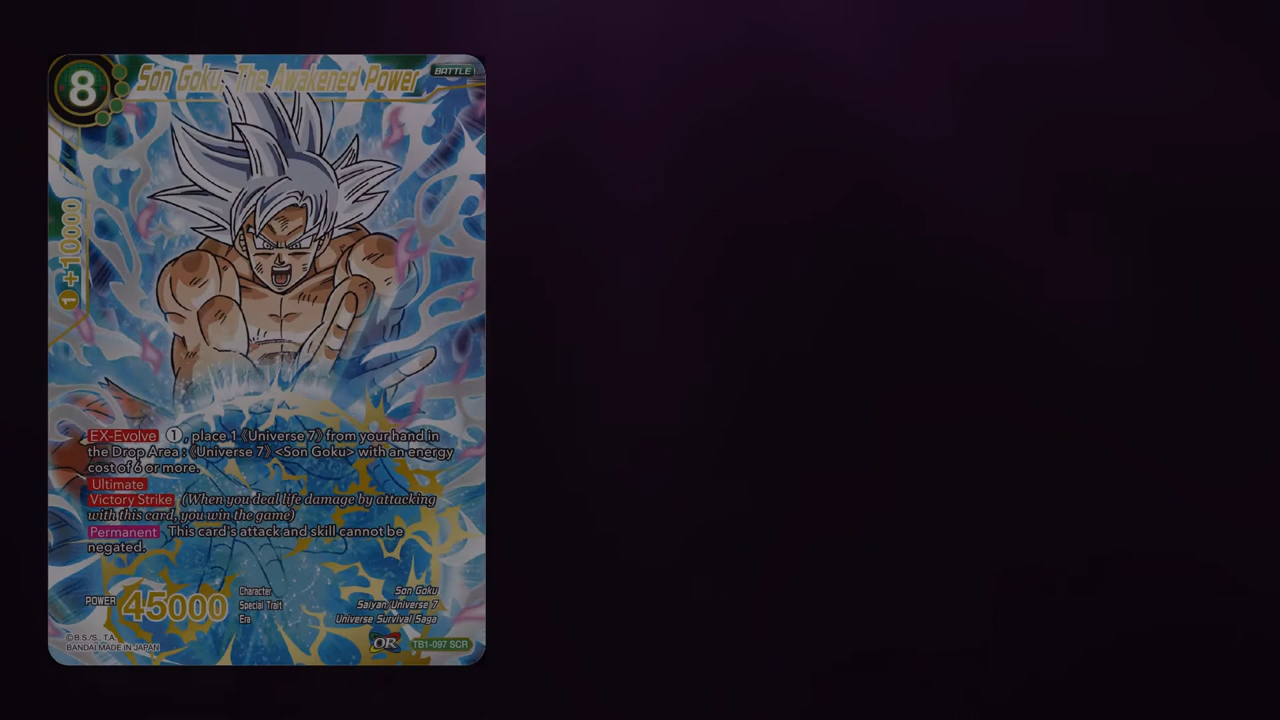 8
Son Goku, The Awakened Power
BATTLE
1 +10000
EX-Evolve 1, place 1 《Universe 7》 from your hand in
the Drop Area : 《Universe 7》 <Son Goku> with an energy
cost of 6 or more.
Ultimate
Victory Strike (When you deal life damage by attacking
with this card, you win the game)
Permanent This card's attack and skill cannot be
negated.
POWER 45000
Character Son Goku
Special Trait Saiyan/Universe 7
Era Universe Survival Saga
©B.S./S., T.A.
BANDAI MADE IN JAPAN
OR
TB1-097 SCR